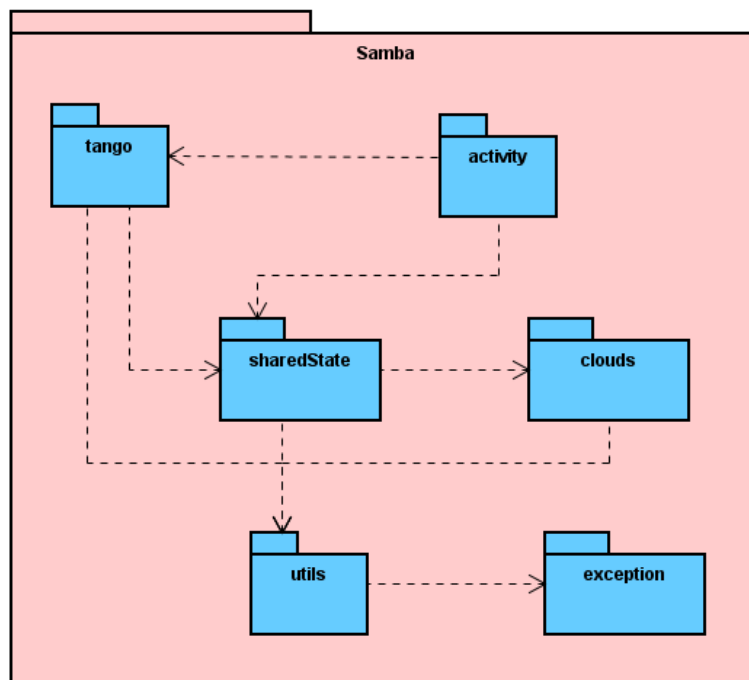 Samba
tango
activity
sharedState
clouds
utils
exception